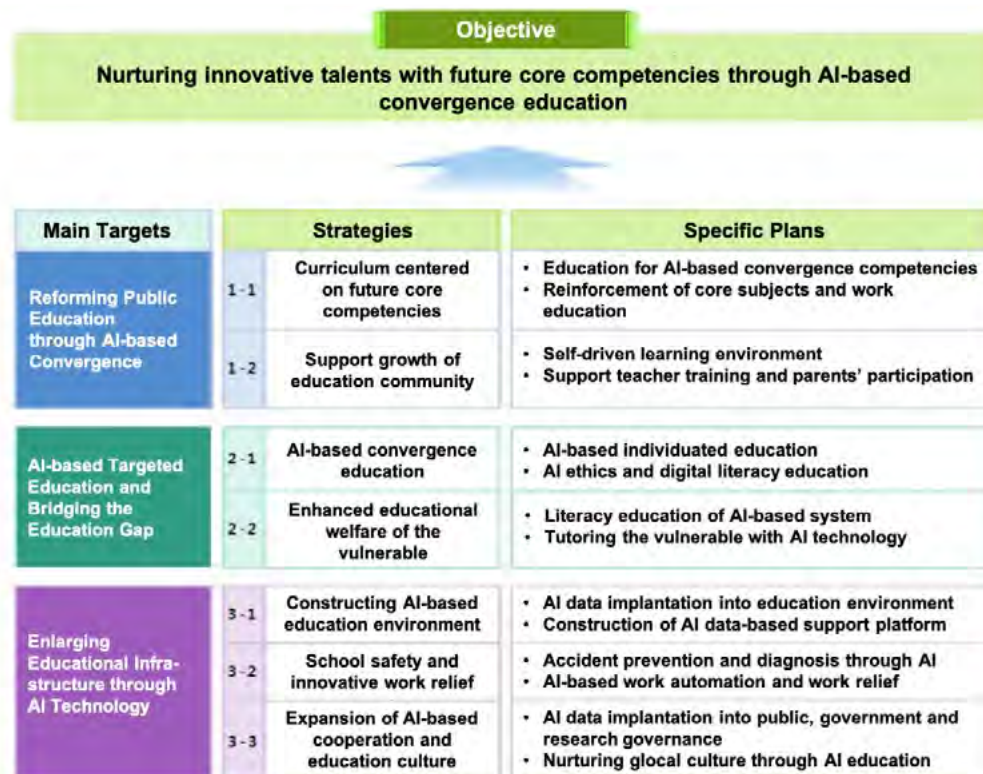 Objective
Nurturing innovative talents with future core competencies through AI-based
convergence education
Main Targets
Strategies
Specific Plans
Reforming Public
Education
through AI-based
Convergence
1-1
Curriculum centered
on future core
competencies
• Education for AI-based convergence competencies
• Reinforcement of core subjects and work
education
1-2
Support growth of
education community
• Self-driven learning environment
• Support teacher training and parents' participation
AI-based Targeted
Education and
Bridging the
Education Gap
2-1
AI-based convergence
education
• AI-based individuated education
• AI ethics and digital literacy education
2-2
Enhanced educational
welfare of the
vulnerable
• Literacy education of AI-based system
• Tutoring the vulnerable with AI technology
Enlarging
Educational Infra-
structure through
AI Technology
3-1
Constructing AI-based
education environment
• AI data implantation into education environment
• Construction of AI data-based support platform
3-2
School safety and
innovative work relief
• Accident prevention and diagnosis through AI
• AI-based work automation and work relief
3-3
Expansion of AI-based
cooperation and
education culture
• AI data implantation into public, government and
research governance
• Nurturing glocal culture through AI education